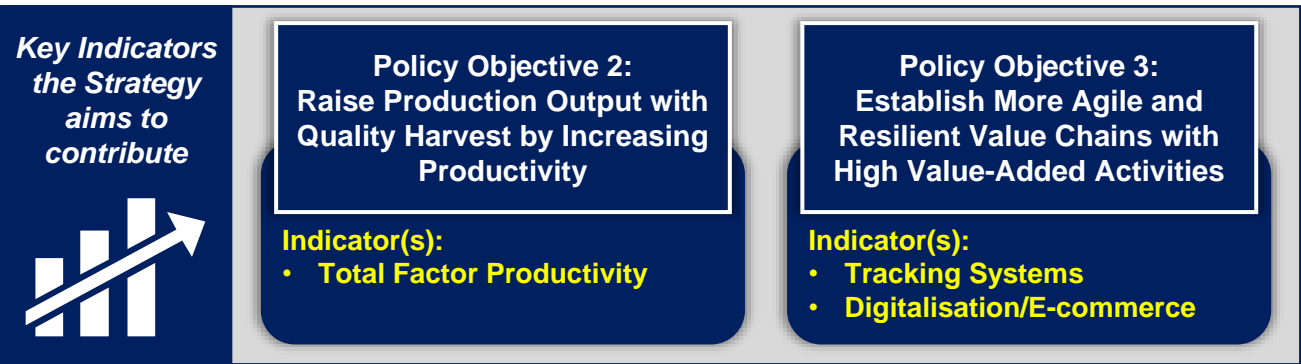 Key Indicators
the Strategy
aims to
contribute
Policy Objective 2:
Raise Production Output with
Quality Harvest by Increasing
Productivity
Indicator(s):
• Total Factor Productivity
Policy Objective 3:
Establish More Agile and
Resilient Value Chains with
High Value-Added Activities
Indicator(s):
• Tracking Systems
• Digitalisation/E-commerce